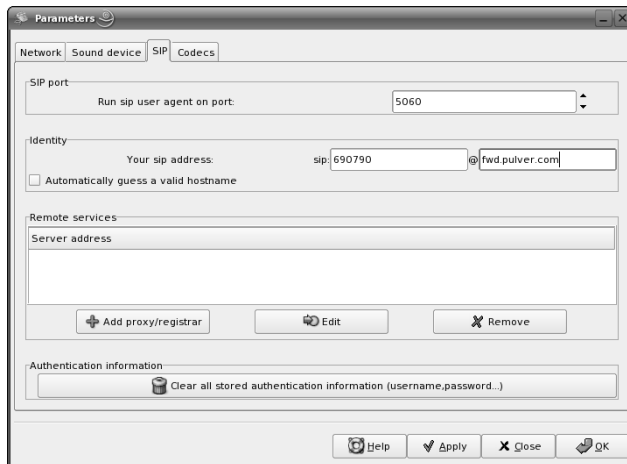 Parameters
Network Sound device SIP Codecs
SIP port
Run sip user agent on port: 5060
Identity
Your sip address: sip: 690790 @ fwd.pulver.com
Automatically guess a valid hostname
Remote services
Server address
Add proxy/registrar Edit Remove
Authentication information
Clear all stored authentication information (username,password...)
Help Apply Close OK